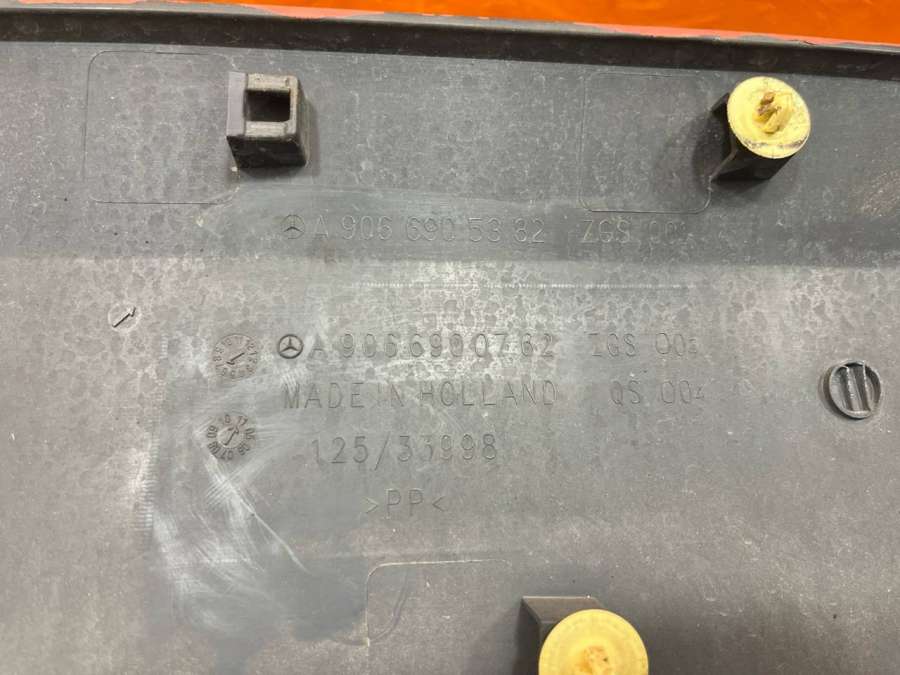 A 906 690 53 82 ZGS 00
A 906 690 07 62 ZGS 003
MADE IN HOLLAND QS 004
125/33998
>PP<